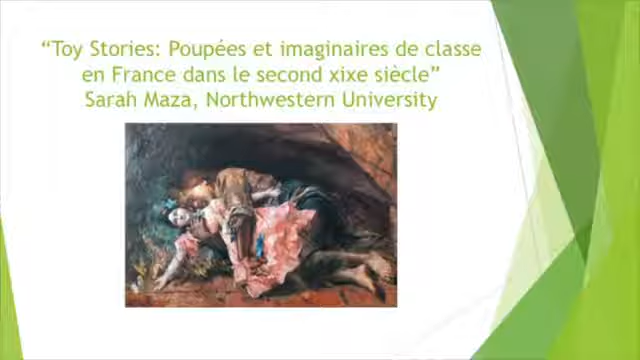 “Toy Stories: Poupées et imaginaires de classe
en France dans le second xixe siècle”
Sarah Maza, Northwestern University